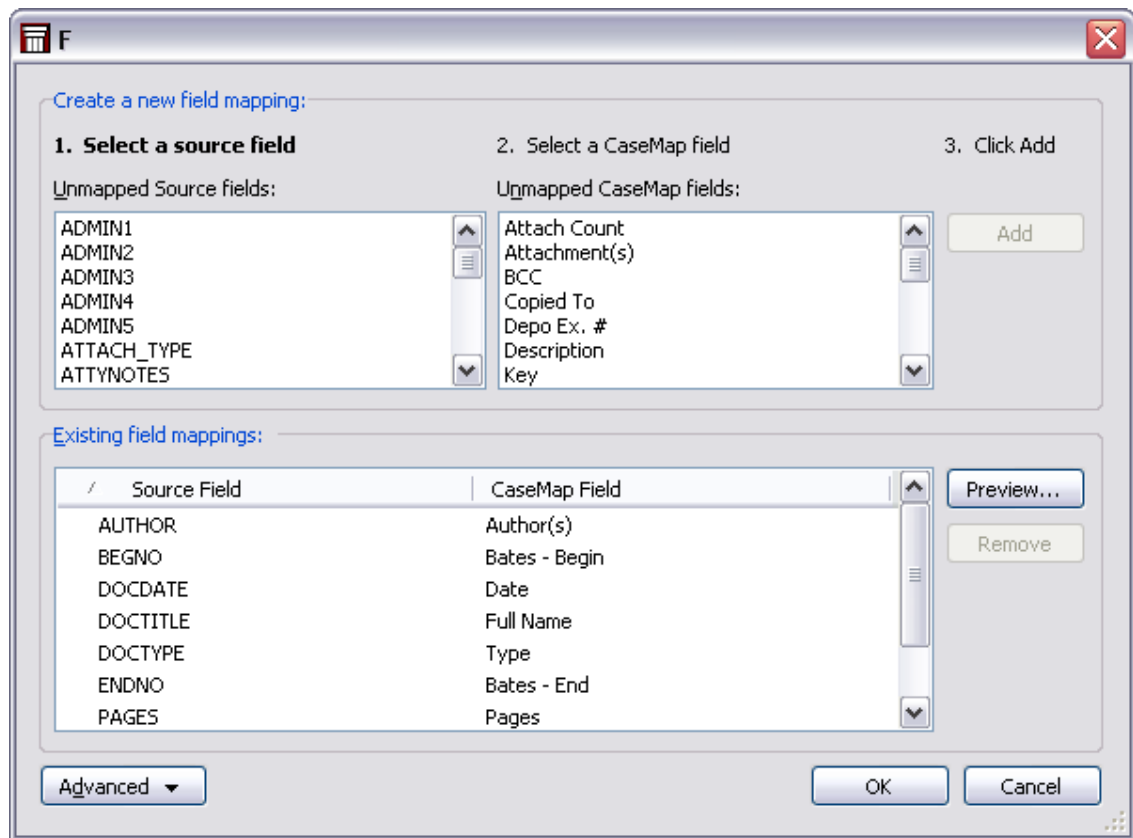 F
Create a new field mapping:
1. Select a source field 2. Select a CaseMap field 3. Click Add
Unmapped Source fields: Unmapped CaseMap fields:
ADMIN1 Attach Count Add
ADMIN2 Attachment(s)
ADMIN3 BCC
ADMIN4 Copied To
ADMIN5 Depo Ex. #
ATTACH_TYPE Description
ATTYNOTES Key
Existing field mappings:
Source Field CaseMap Field Preview...
AUTHOR Author(s)
Remove
BEGNO Bates - Begin
DOCDATE Date
DOCTITLE Full Name
DOCTYPE Type
ENDNO Bates - End
PAGES Pages
Advanced OK Cancel